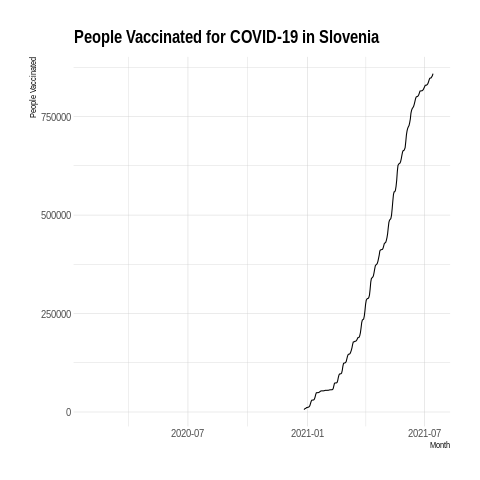 People Vaccinated for COVID-19 in Slovenia
People Vaccinated
750000
500000
250000
0
2020-07 2021-01 2021-07
Month